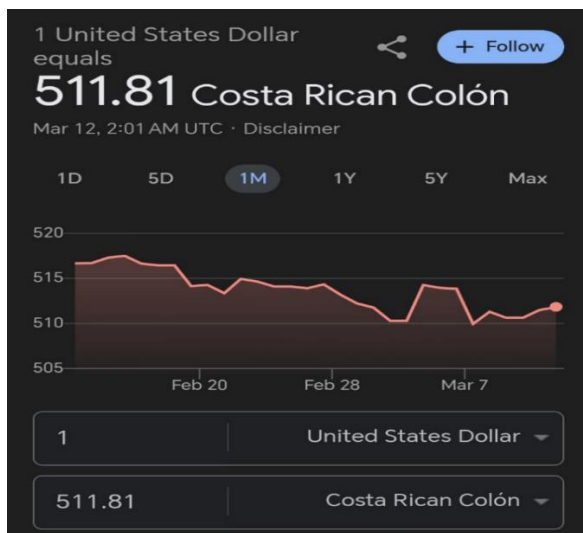 1 United States Dollar
equals
+ Follow
511.81 Costa Rican Colón
Mar 12, 2:01 AM UTC · Disclaimer
1D 5D 1M 1Y 5Y Max
520
515
510
505
Feb 20 Feb 28 Mar 7
1 United States Dollar
511.81 Costa Rican Colón